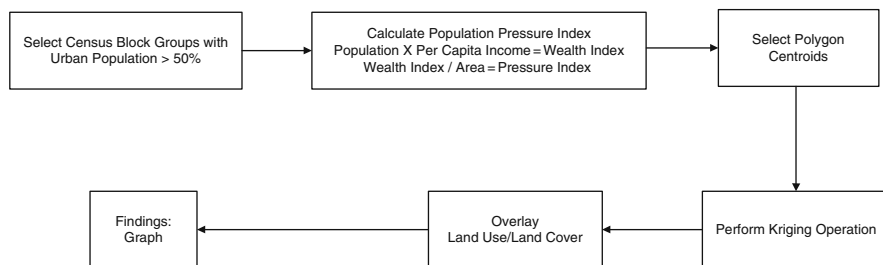 Select Census Block Groups with
Urban Population > 50%
Calculate Population Pressure Index
Population X Per Capita Income = Wealth Index
Wealth Index / Area = Pressure Index
Select Polygon
Centroids
Perform Kriging Operation
Overlay
Land Use/Land Cover
Findings:
Graph